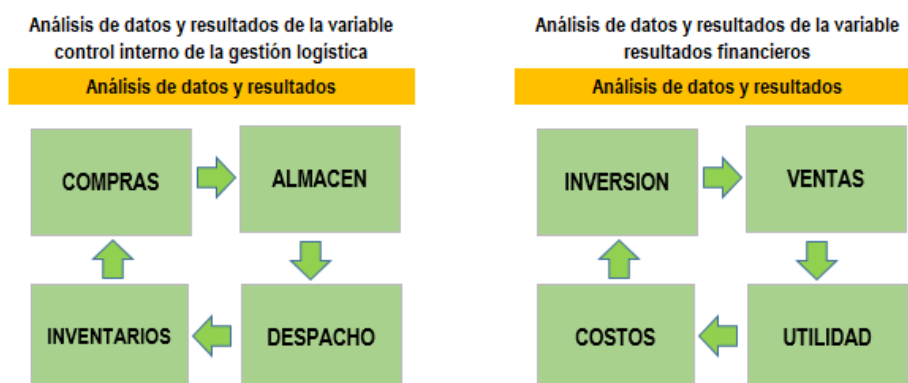 Análisis de datos y resultados de la variable
control interno de la gestión logistica
Análisis de datos y resultados
COMPRAS
ALMACEN
INVENTARIOS
DESPACHO
Análisis de datos y resultados de la variable
resultados financieros
Análisis de datos y resultados
INVERSION
VENTAS
COSTOS
UTILIDAD